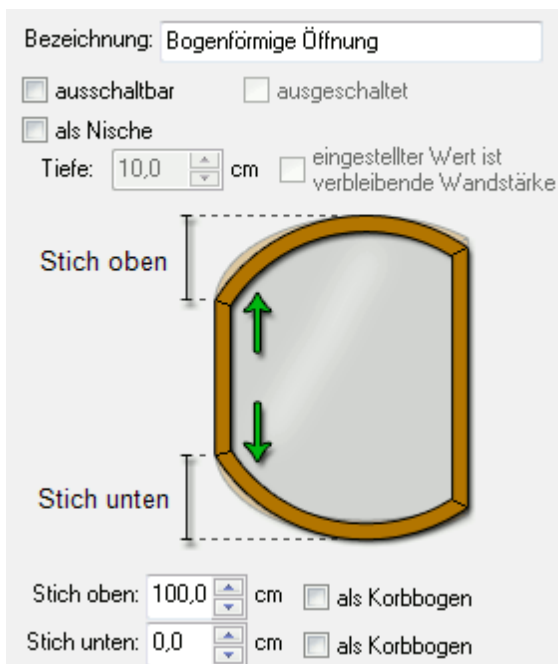 Bezeichnung: Bogenförmige Öffnung
ausschaltbar ausgeschaltet
als Nische
Tiefe: 10,0 cm eingestellter Wert ist
verbleibende Wandstärke
Stich oben
Stich unten
Stich oben: 100,0 cm als Korbbogen
Stich unten: 0,0 cm als Korbbogen